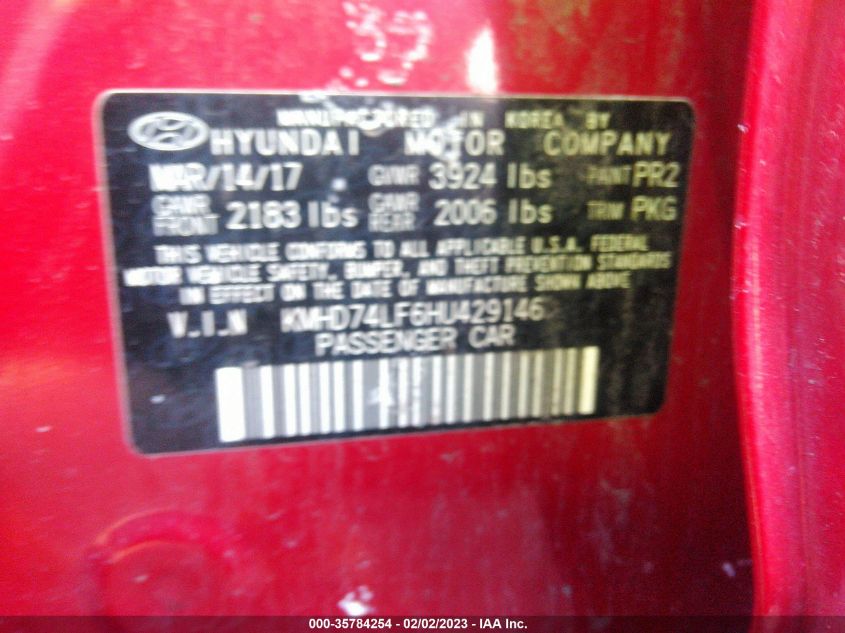 MANUFACTURED IN KOREA BY
HYUNDAI MOTOR COMPANY
MAR/14/17 GVWR 3924 lbs PAINT PR2
GAWR FRONT 2183 lbs GAWR REAR 2006 lbs TRIM PKG
THIS VEHICLE CONFORMS TO ALL APPLICABLE U.S.A. FEDERAL
MOTOR VEHICLE SAFETY, BUMPER, AND THEFT PREVENTION STANDARDS
IN EFFECT ON THE DATE OF MANUFACTURE SHOWN ABOVE
V.I.N KMHD74LF6HU429146
PASSENGER CAR
000-35784254 - 02/02/2023 - IAA Inc.